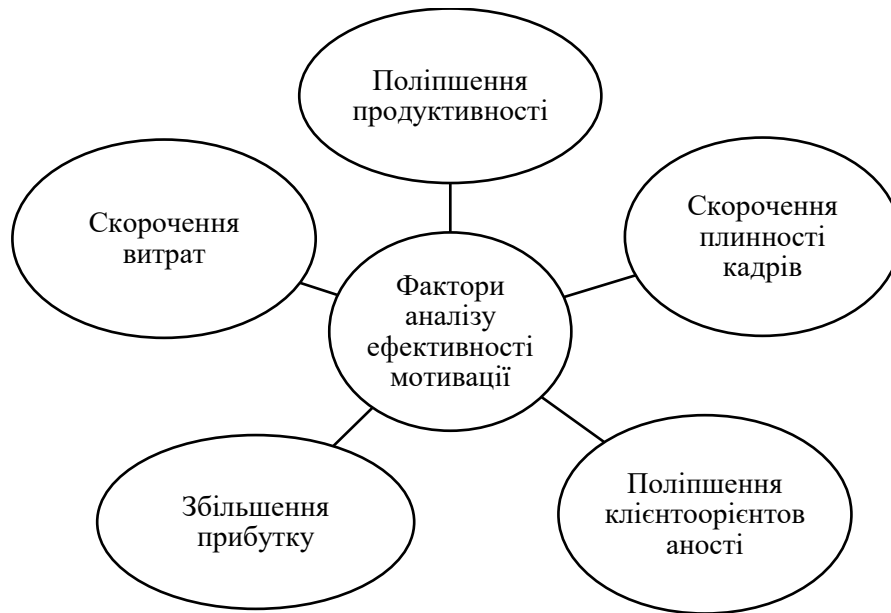 Поліпшення
продуктивності
Скорочення
витрат
Скорочення
плинності
кадрів
Фактори
аналізу
ефективності
мотивації
Збільшення
прибутку
Поліпшення
клієнтоорієнтов
аності